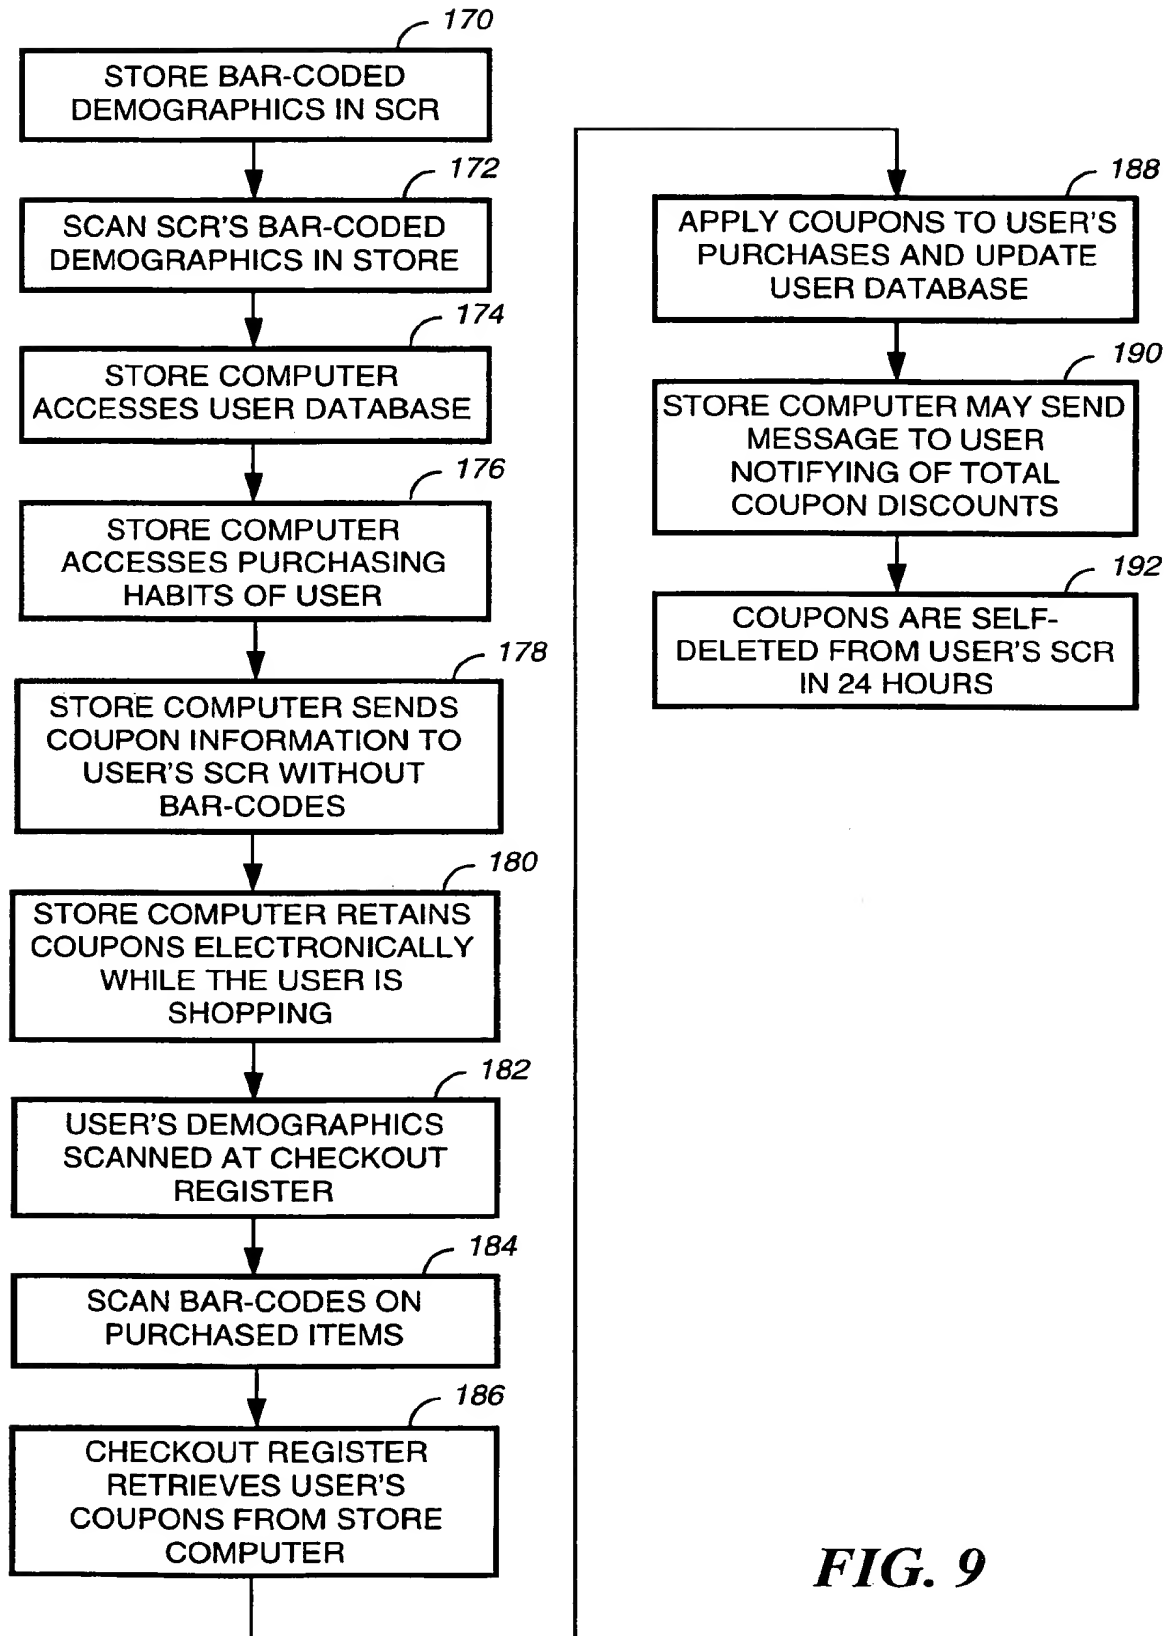 170
STORE BAR-CODED
DEMOGRAPHICS IN SCR
172
SCAN SCR'S BAR-CODED
DEMOGRAPHICS IN STORE
174
STORE COMPUTER
ACCESSES USER DATABASE
176
STORE COMPUTER
ACCESSES PURCHASING
HABITS OF USER
178
STORE COMPUTER SENDS
COUPON INFORMATION TO
USER'S SCR WITHOUT
BAR-CODES
180
STORE COMPUTER RETAINS
COUPONS ELECTRONICALLY
WHILE THE USER IS
SHOPPING
182
USER'S DEMOGRAPHICS
SCANNED AT CHECKOUT
REGISTER
184
SCAN BAR-CODES ON
PURCHASED ITEMS
186
CHECKOUT REGISTER
RETRIEVES USER'S
COUPONS FROM STORE
COMPUTER
188
APPLY COUPONS TO USER'S
PURCHASES AND UPDATE
USER DATABASE
190
STORE COMPUTER MAY SEND
MESSAGE TO USER
NOTIFYING OF TOTAL
COUPON DISCOUNTS
192
COUPONS ARE SELF-
DELETED FROM USER'S SCR
IN 24 HOURS
FIG. 9